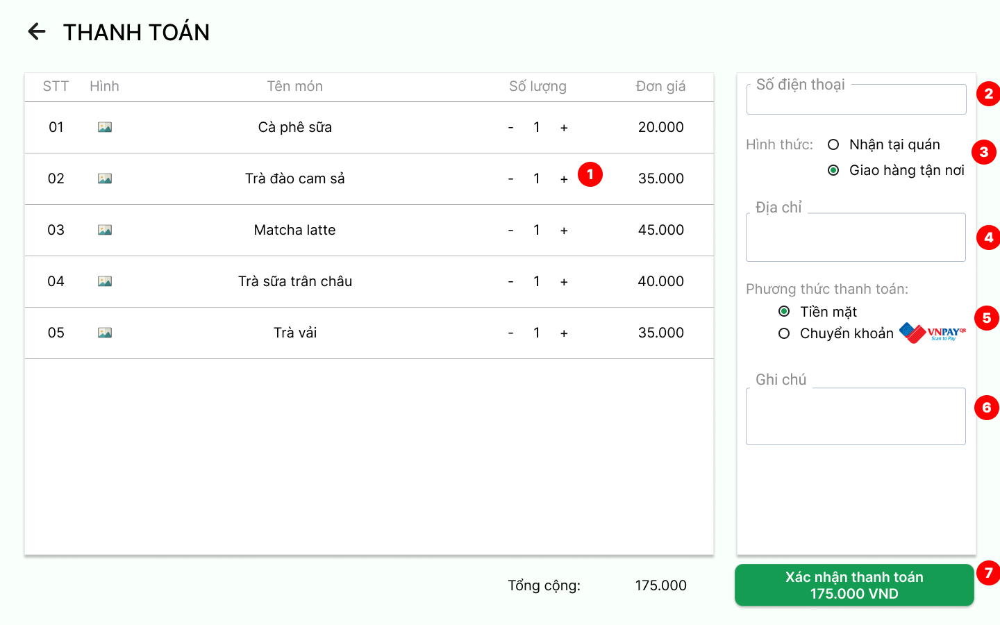 THANH TOÁN
STT Hình Tên món Số lượng Đơn giá
01 Cà phê sữa - 1 + 20.000
02 Trà đào cam sả - 1 + 1 35.000
03 Matcha latte - 1 + 45.000
04 Trà sữa trân châu - 1 + 40.000
05 Trà vải - 1 + 35.000
Tổng cộng: 175.000
Số điện thoại 2
Hình thức: Nhận tại quán 3
Giao hàng tận nơi
Địa chỉ
4
Phương thức thanh toán:
Tiền mặt 5
Chuyển khoản VNPAYQR
Scan to Pay
Ghi chú
6
Xác nhận thanh toán 7
175.000 VND